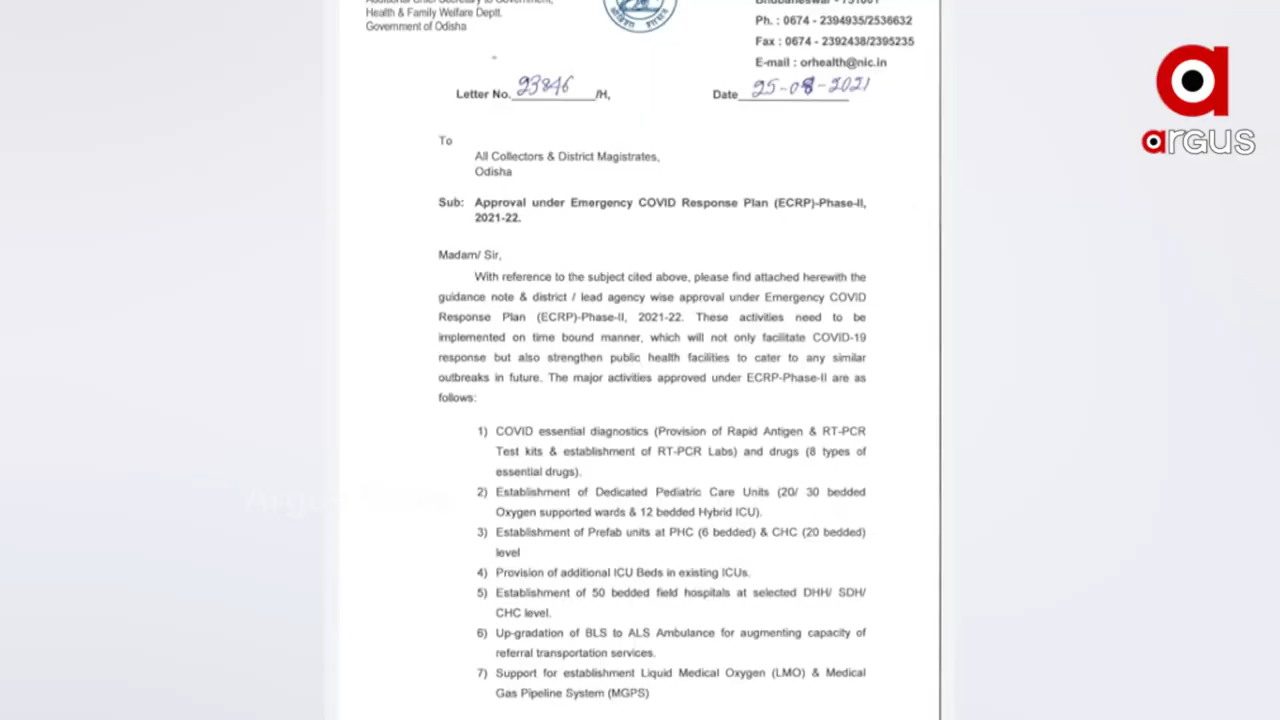 Additional Chief Secretary to Government,
Health & Family Welfare Deptt.
Government of Odisha
Bhubaneswar - 751001
Ph. : 0674 - 2394935/2536632
Fax : 0674 - 2392438/2395235
E-mail : orhealth@nic.in
Letter No. 23846 /H,
Date 25-08-2021
argus
To
All Collectors & District Magistrates,
Odisha
Sub: Approval under Emergency COVID Response Plan (ECRP)-Phase-II,
2021-22.
Madam/ Sir,
With reference to the subject cited above, please find attached herewith the
guidance note & district / lead agency wise approval under Emergency COVID
Response Plan (ECRP)-Phase-II, 2021-22. These activities need to be
implemented on time bound manner, which will not only facilitate COVID-19
response but also strengthen public health facilities to cater to any similar
outbreaks in future. The major activities approved under ECRP-Phase-II are as
follows:
1) COVID essential diagnostics (Provision of Rapid Antigen & RT-PCR
Test kits & establishment of RT-PCR Labs) and drugs (8 types of
essential drugs).
2) Establishment of Dedicated Pediatric Care Units (20/ 30 bedded
Oxygen supported wards & 12 bedded Hybrid ICU).
3) Establishment of Prefab units at PHC (6 bedded) & CHC (20 bedded)
level
4) Provision of additional ICU Beds in existing ICUs.
5) Establishment of 50 bedded field hospitals at selected DHH/ SDH/
CHC level.
6) Up-gradation of BLS to ALS Ambulance for augmenting capacity of
referral transportation services.
7) Support for establishment Liquid Medical Oxygen (LMO) & Medical
Gas Pipeline System (MGPS)